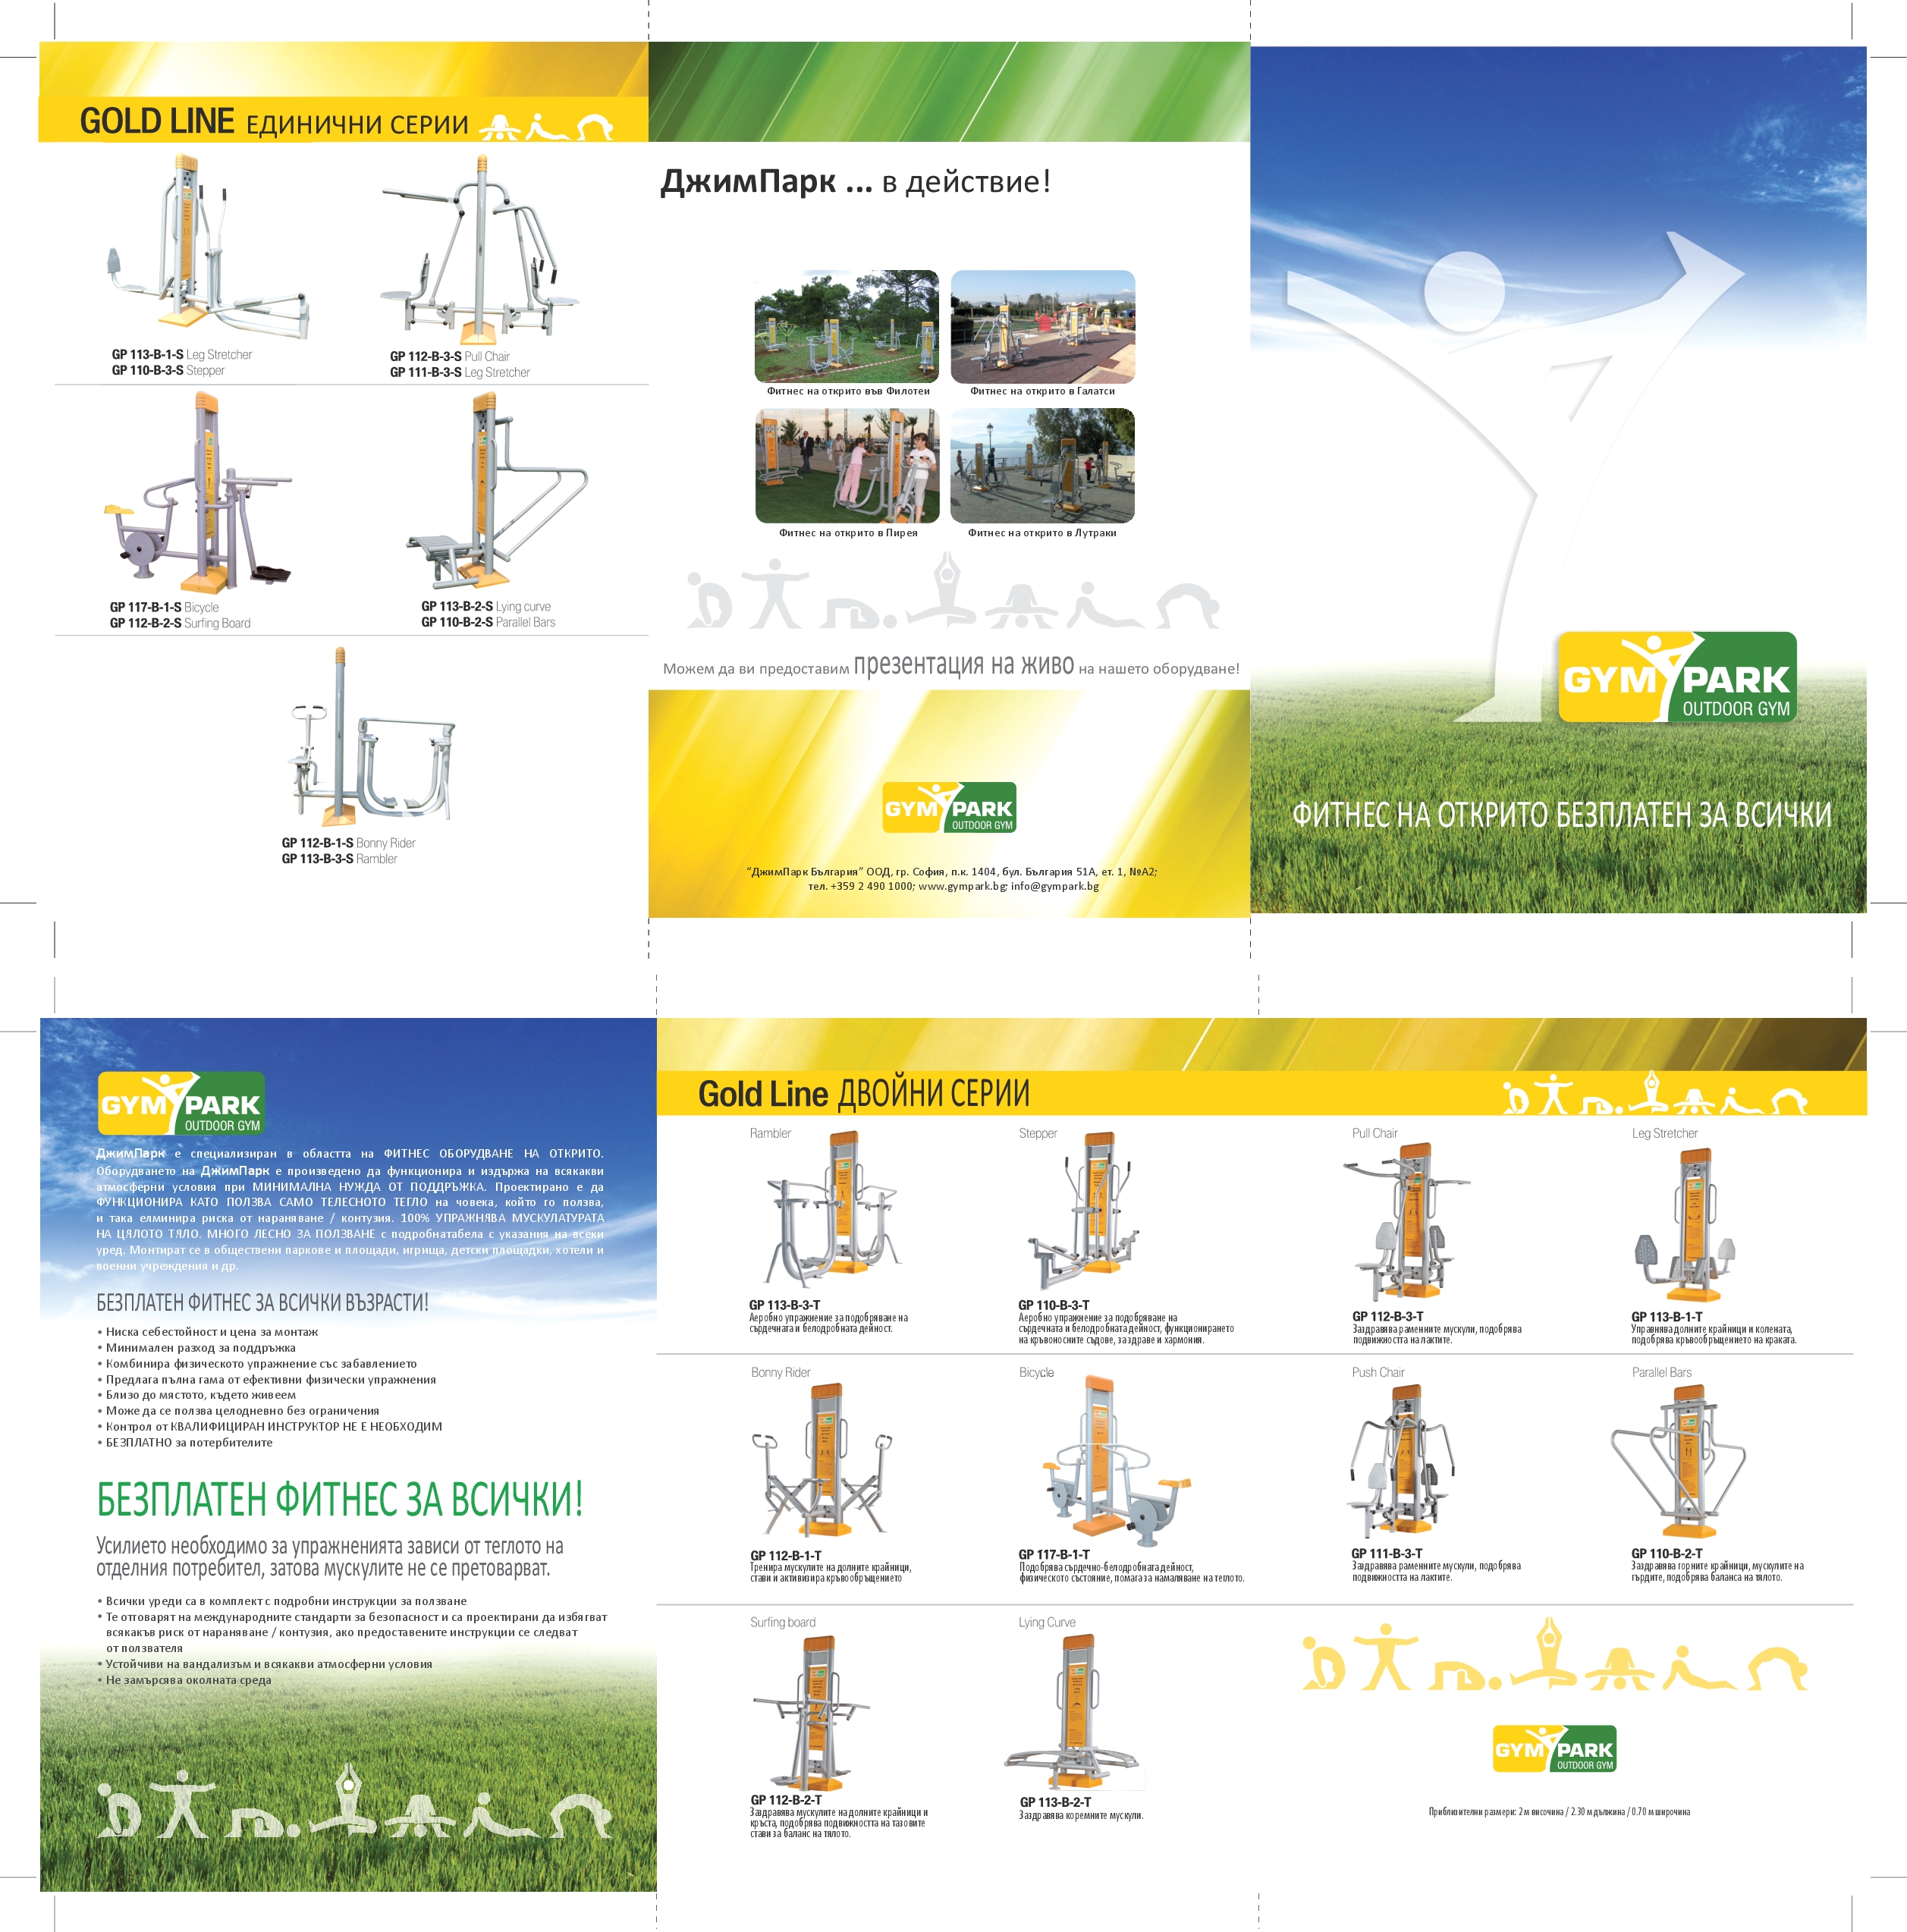 GOLD LINE ЕДИНИЧНИ СЕРИИ
GP 113-B-1-S Leg Stretcher
GP 110-B-3-S Stepper
GP 112-B-3-S Pull Chair
GP 111-B-3-S Leg Stretcher
GP 117-B-1-S Bicycle
GP 112-B-2-S Surfing Board
GP 113-B-2-S Lying curve
GP 110-B-2-S Parallel Bars
GP 112-B-1-S Bonny Rider
GP 113-B-3-S Rambler
ДжимПарк ... в действие!
Фитнес на открито във Филотеи
Фитнес на открито в Галатси
Фитнес на открито в Пирея
Фитнес на открито в Лутраки
Можем да ви предоставим презентация на живо на нашето оборудване!
GYM PARK
OUTDOOR GYM
“ДжимПарк България” ООД, гр. София, п.к. 1404, бул. България 51А, ет. 1, №А2;
тел. +359 2 490 1000; www.gympark.bg; info@gympark.bg
GYM PARK
OUTDOOR GYM
ФИТНЕС НА ОТКРИТО БЕЗПЛАТЕН ЗА ВСИЧКИ
GYM PARK
OUTDOOR GYM
ДжимПарк е специализиран в областта на ФИТНЕС ОБОРУДВАНЕ НА ОТКРИТО.
Оборудването на ДжимПарк е произведено да функционира и издържа на всякакви
атмосферни условия при МИНИМАЛНА НУЖДА ОТ ПОДДРЪЖКА. Проектирано е да
ФУНКЦИОНИРА КАТО ПОЛЗВА САМО ТЕЛЕСНОТО ТЕГЛО на човека, който го ползва,
и така елминира риска от нараняване / контузия. 100% УПРАЖНЯВА МУСКУЛАТУРАТА
НА ЦЯЛОТО ТЯЛО. МНОГО ЛЕСНО ЗА ПОЛЗВАНЕ с подробнатабела с указания на всеки
уред. Монтират се в обществени паркове и площади, игрища, детски площадки, хотели и
военни учреждения и др.
БЕЗПЛАТЕН ФИТНЕС ЗА ВСИЧКИ ВЪЗРАСТИ!
• Ниска себестойност и цена за монтаж
• Минимален разход за поддръжка
• Комбинира физическото упражнение със забавлението
• Предлага пълна гама от ефективни физически упражнения
• Близо до мястото, където живеем
• Може да се ползва целодневно без ограничения
• Контрол от КВАЛИФИЦИРАН ИНСТРУКТОР НЕ Е НЕОБХОДИМ
• БЕЗПЛАТНО за потербителите
БЕЗПЛАТЕН ФИТНЕС ЗА ВСИЧКИ!
Усилието необходимо за упражненията зависи от теглото на
отделния потребител, затова мускулите не се претоварват.
• Всички уреди са в комплект с подробни инструкции за ползване
• Те отговарят на международните стандарти за безопасност и са проектирани да избягват
всякакъв риск от нараняване / контузия, ако предоставените инструкции се следват
от ползвателя
• Устойчиви на вандализъм и всякакви атмосферни условия
• Не замърсява околната среда
Gold Line ДВОЙНИ СЕРИИ
Rambler
GP 113-B-3-T
Аеробно упражнение за подобряване на
сърдечната и белодробната дейност.
Stepper
GP 110-B-3-T
Аеробно упражнение за подобряване на
сърдечната и белодробната дейност, функционирането
на кръвоносните съдове, за здраве и хармония.
Pull Chair
GP 112-B-3-T
Заздравява раменните мускули, подобрява
подвижността на лактите.
Leg Stretcher
GP 113-B-1-T
Управнява долните крайници и колената,
подобрява кръвообръщението на краката.
Bonny Rider
GP 112-B-1-T
Тренира мускулите на долните крайници,
стави и активизира кръвообръщението
Bicycle
GP 117-B-1-T
Подобрява сърдечно-белодробната дейност,
физическото състояние, помага за намаляване на теглото.
Push Chair
GP 111-B-3-T
Заздравява раменните мускули, подобрява
подвижността на лактите.
Parallel Bars
GP 110-B-2-T
Заздравява горните крайници, мускулите на
гърдите, подобрява баланса на тялото.
Surfing board
GP 112-B-2-T
Заздравява мускулите на долните крайници и
кръста, подобрява подвижността на тазовите
стави за баланс на тялото.
Lying Curve
GP 113-B-2-T
Заздравява коремните мускули.
GYM PARK
OUTDOOR GYM
Приблизителни размери: 2 м височина / 2.30 м дължина / 0.70 м широчина